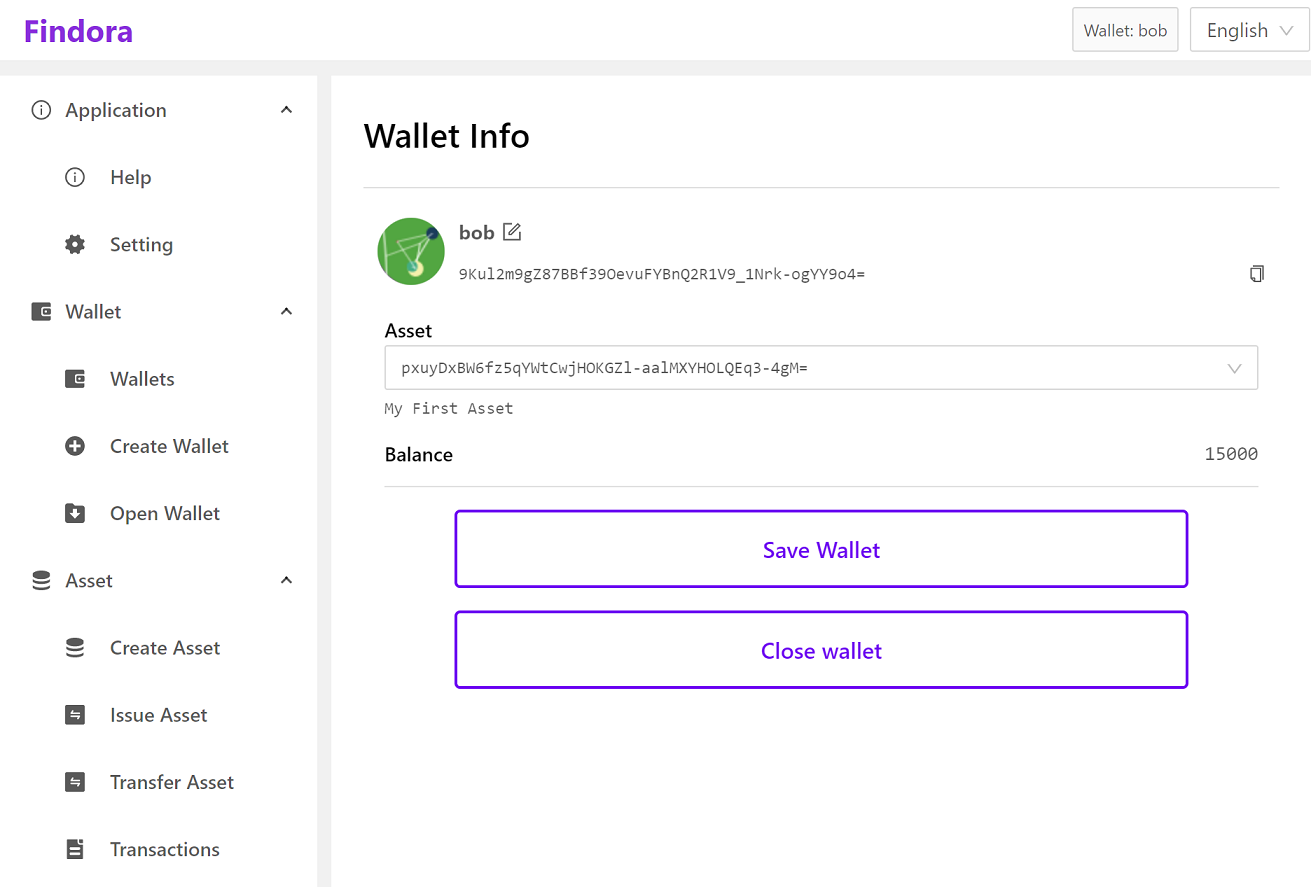 Findora
Wallet: bob
English
Application
Help
Setting
Wallet
Wallets
Create Wallet
Open Wallet
Asset
Create Asset
Issue Asset
Transfer Asset
Transactions
Wallet Info
bob
9Kul2m9gZ87BBf39OevuFYBnQ2R1V9_1Nrk-ogYY9o4=
Asset
pxuyDxBW6fz5qYWtCwjHOKGZl-aalMXYHOLQEq3-4gM=
My First Asset
Balance 15000
Save Wallet
Close wallet